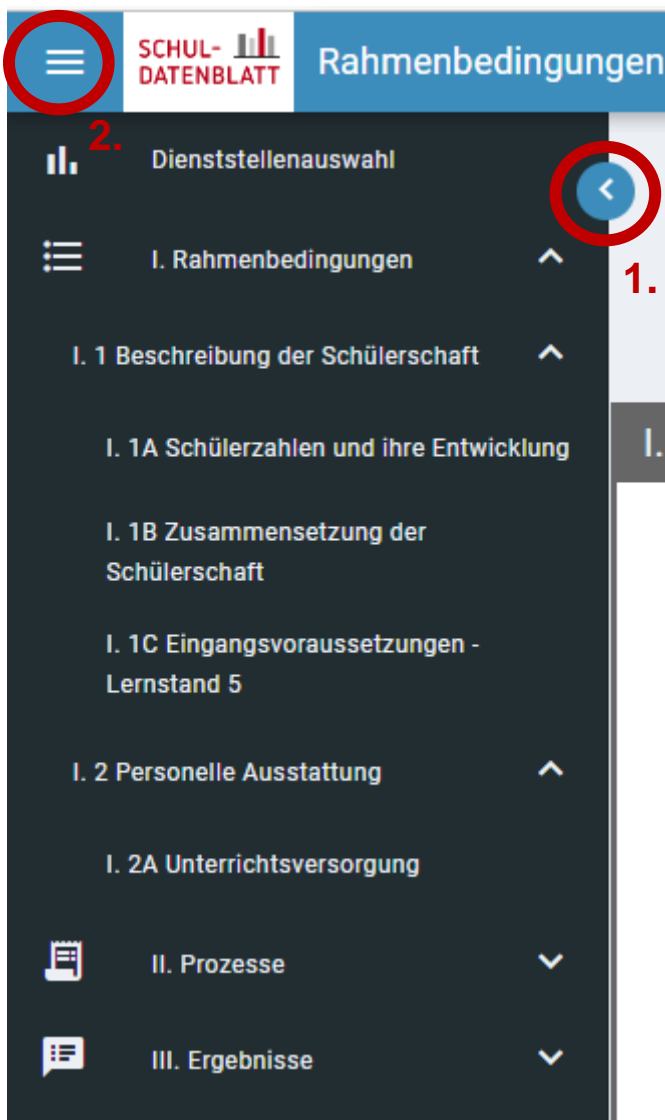 SCHUL-
DATENBLATT
Rahmenbedingungen
2.
Dienststellenauswahl
I. Rahmenbedingungen
1.
I. 1 Beschreibung der Schülerschaft
I.
I. 1A Schülerzahlen und ihre Entwicklung
I. 1B Zusammensetzung der
Schülerschaft
I. 1C Eingangsvoraussetzungen -
Lernstand 5
I. 2 Personelle Ausstattung
I. 2A Unterrichtsversorgung
II. Prozesse
III. Ergebnisse